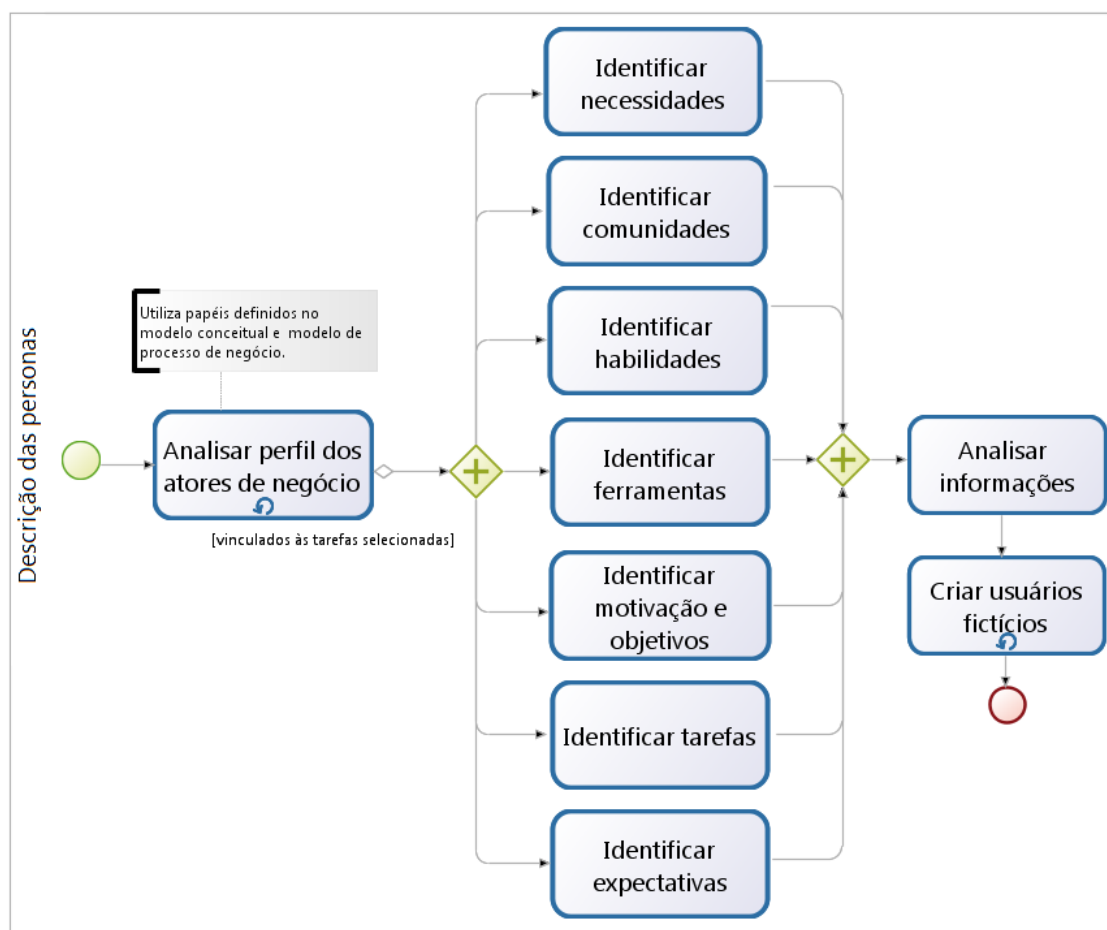 Descrição das personas
Utiliza papéis definidos no
modelo conceitual e modelo de
processo de negócio.
Analisar perfil dos
atores de negócio
[vinculados às tarefas selecionadas]
Identificar
necessidades
Identificar
comunidades
Identificar
habilidades
Identificar
ferramentas
Identificar
motivação e
objetivos
Identificar tarefas
Identificar
expectativas
Analisar
informações
Criar usuários
fictícios